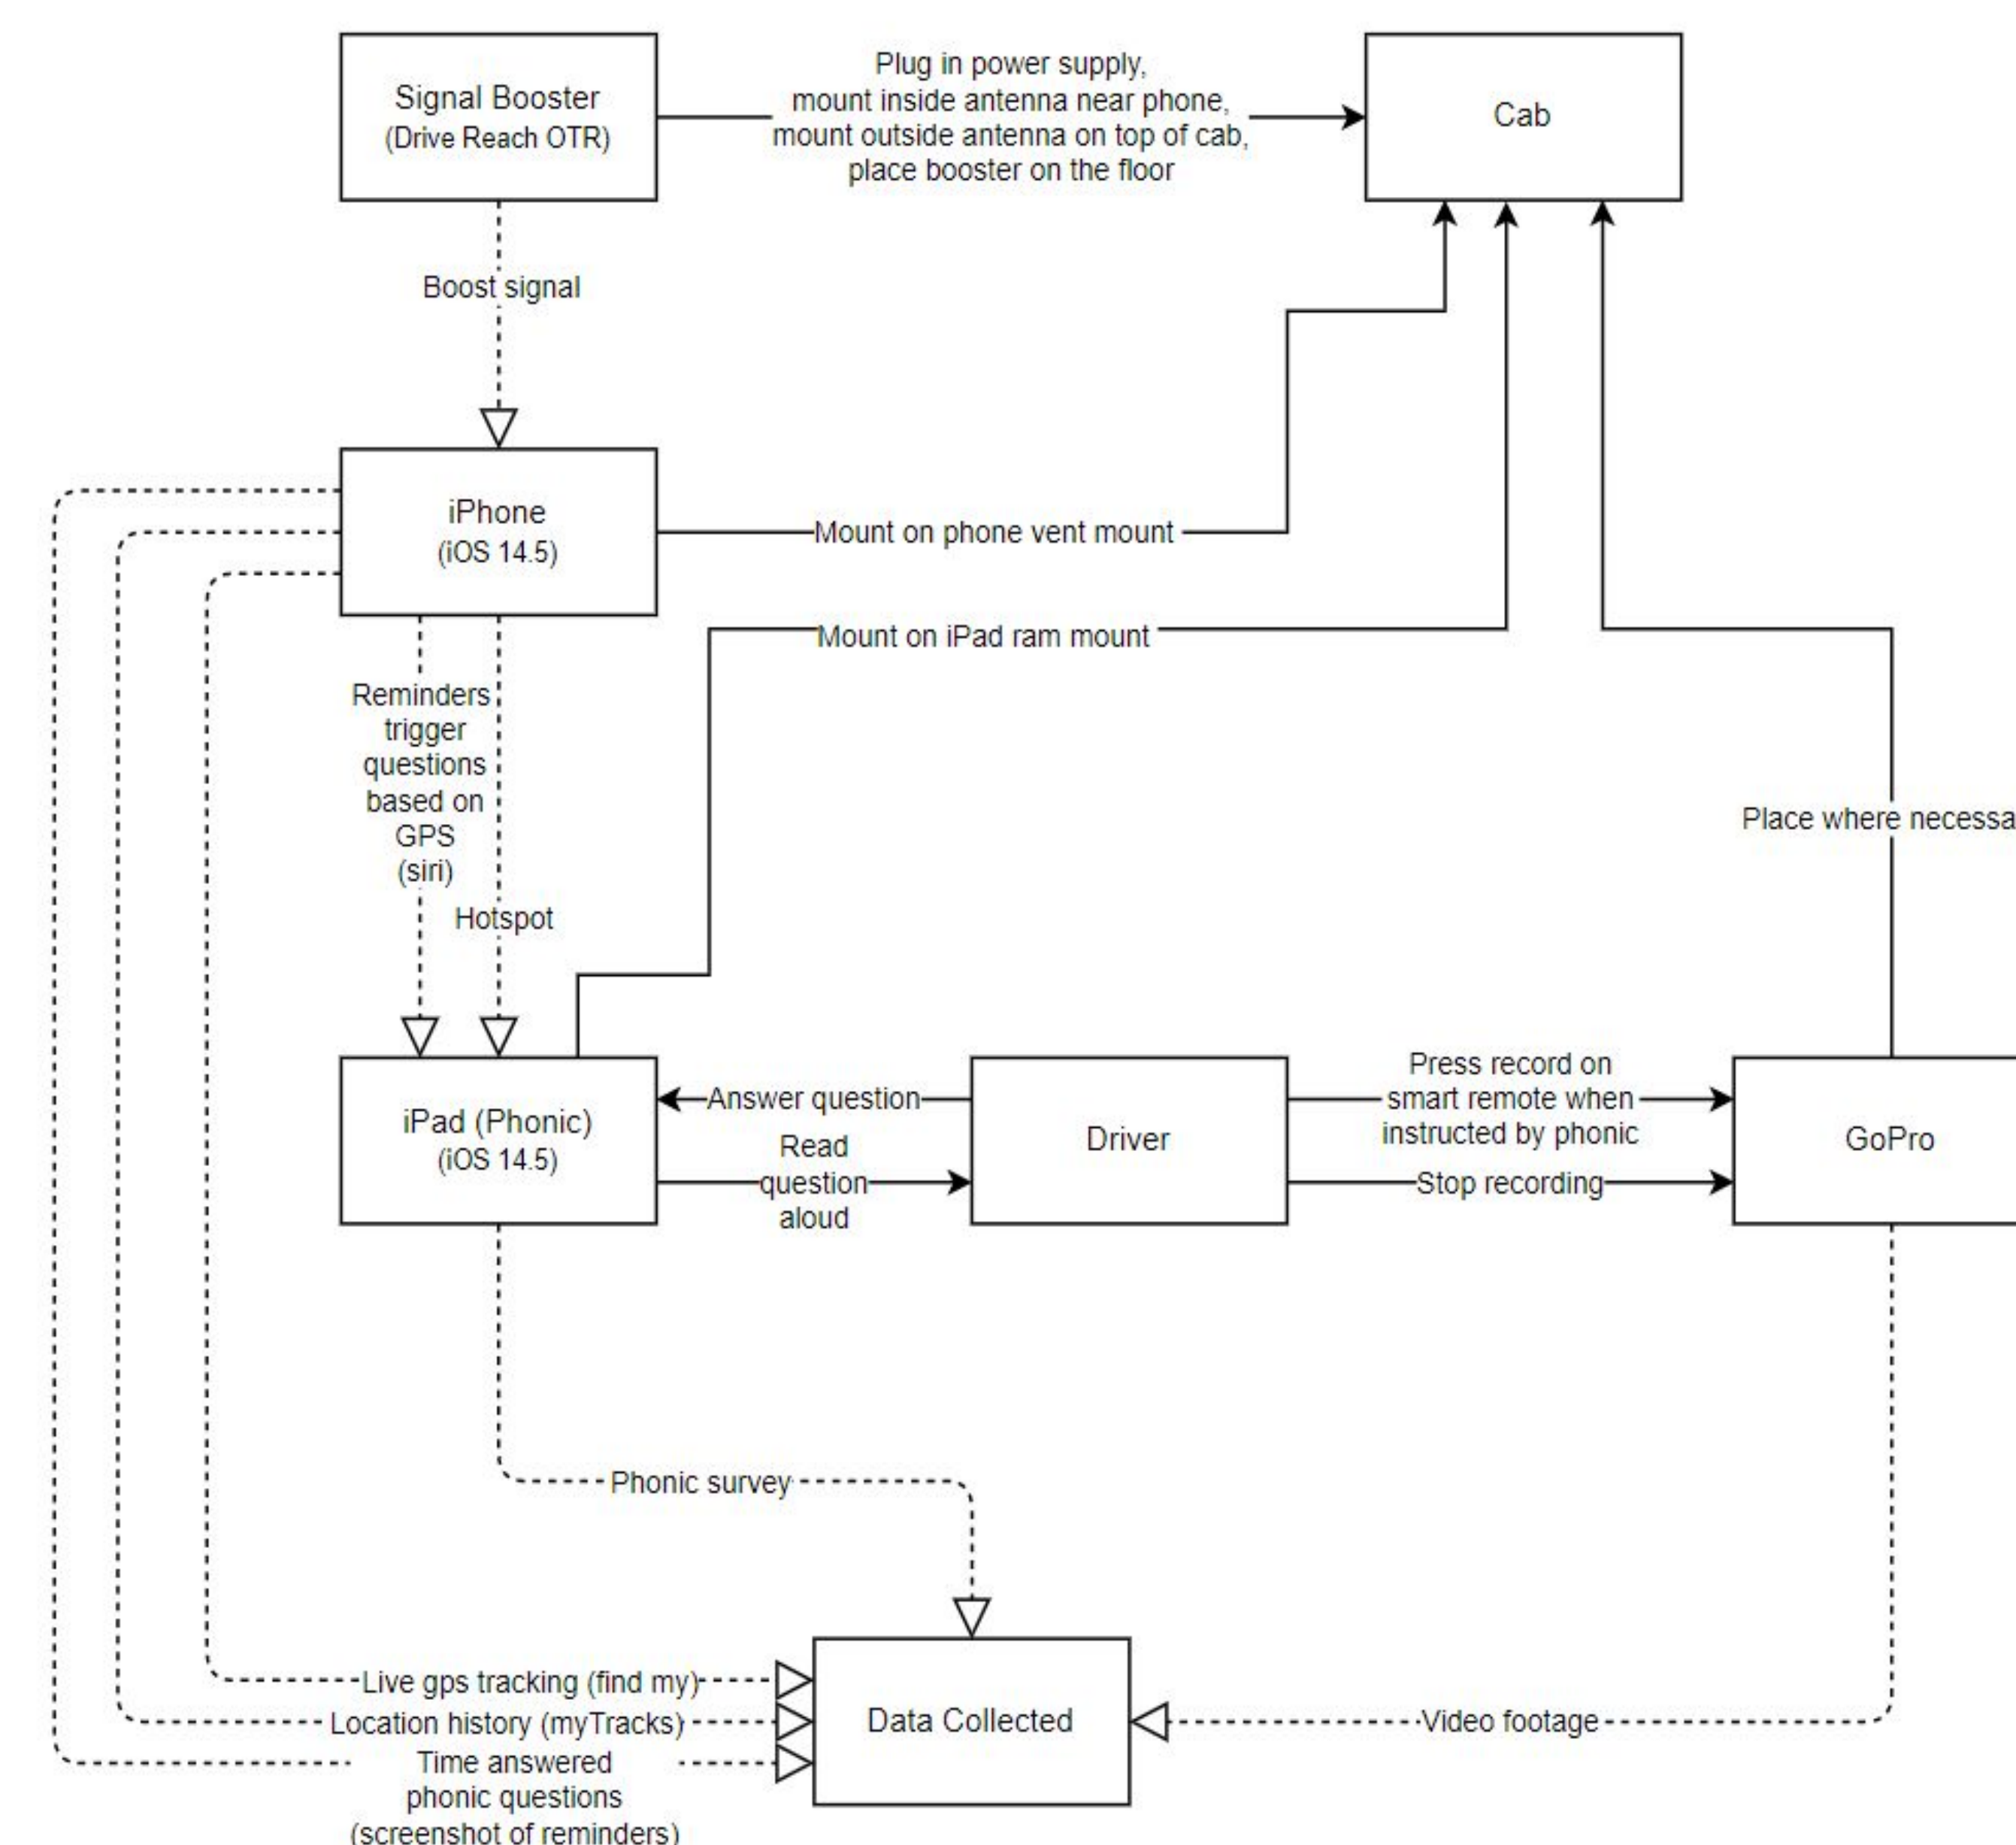 Signal Booster
(Drive Reach OTR)
Plug in power supply,
mount inside antenna near phone,
mount outside antenna on top of cab,
place booster on the floor
Cab
Boost signal
iPhone
(iOS 14.5)
Mount on phone vent mount
Mount on iPad ram mount
Reminders
trigger
questions
based on
GPS
(siri)
Hotspot
Place where necessa
iPad (Phonic)
(iOS 14.5)
Answer question
Read
question
aloud
Driver
Press record on
smart remote when
instructed by phonic
Stop recording
GoPro
Phonic survey
Live gps tracking (find my)
Location history (myTracks)
Time answered
phonic questions
(screenshot of reminders)
Data Collected
Video footage